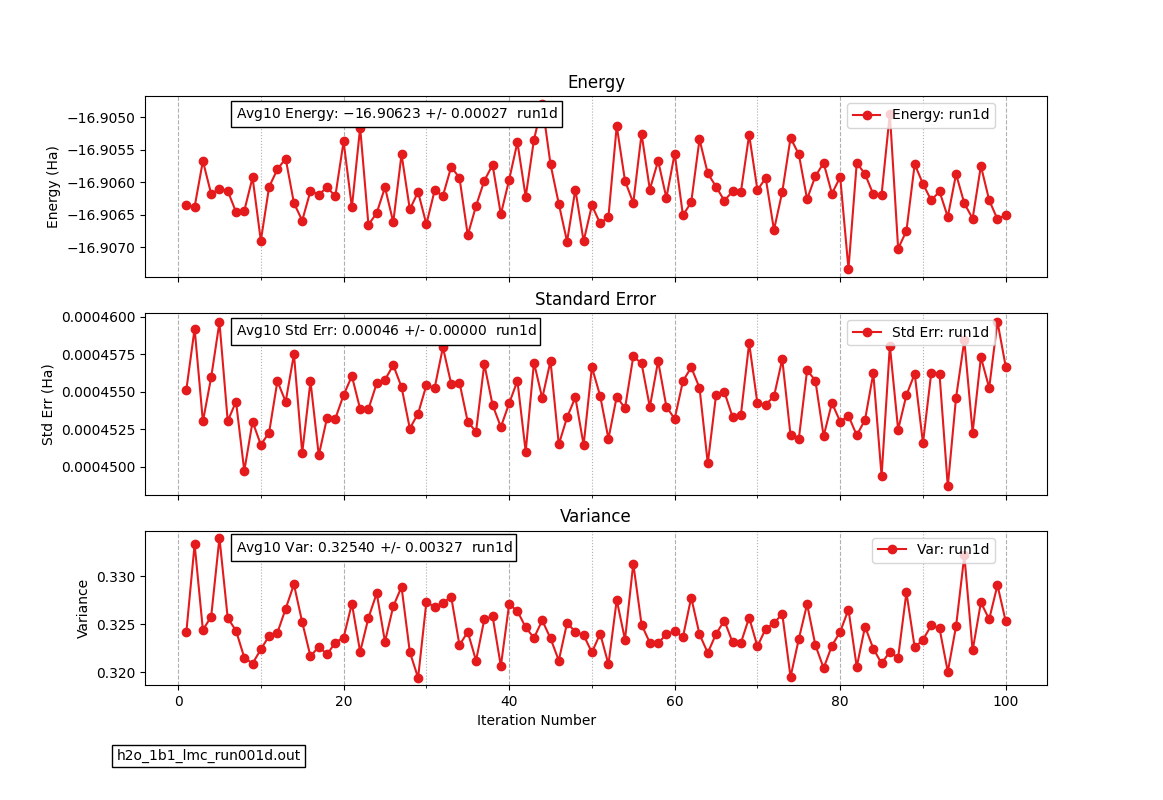 Energy
Avg10 Energy: −16.90623 +/- 0.00027  run1d
Energy: run1d
−16.9050
−16.9055
−16.9060
−16.9065
−16.9070
Energy (Ha)
Standard Error
Avg10 Std Err: 0.00046 +/- 0.00000  run1d
Std Err: run1d
0.0004600
0.0004575
0.0004550
0.0004525
0.0004500
Std Err (Ha)
Variance
Avg10 Var: 0.32540 +/- 0.00327  run1d
Var: run1d
0.330
0.325
0.320
Variance
0 20 40 60 80 100
Iteration Number
h2o_1b1_lmc_run001d.out